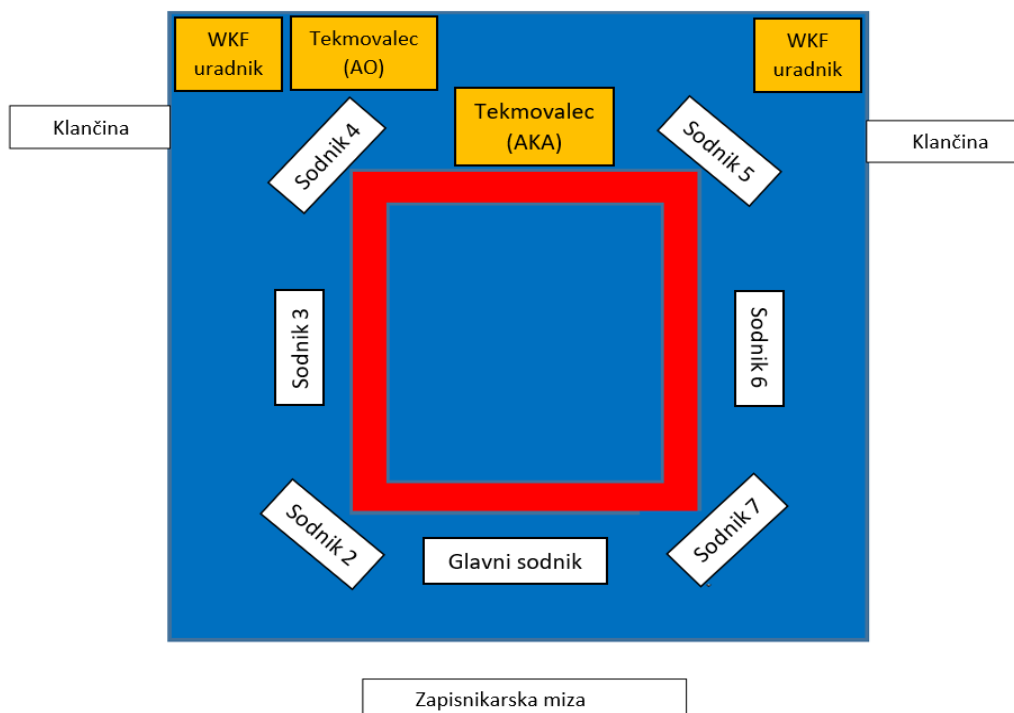 WKF
uradnik
Tekmovalec
(AO)
WKF
uradnik
Klančina
Tekmovalec
(AKA)
Klančina
Sodnik 4
Sodnik 5
Sodnik 3
Sodnik 6
Sodnik 2
Glavni sodnik
Sodnik 7
Zapisnikarska miza